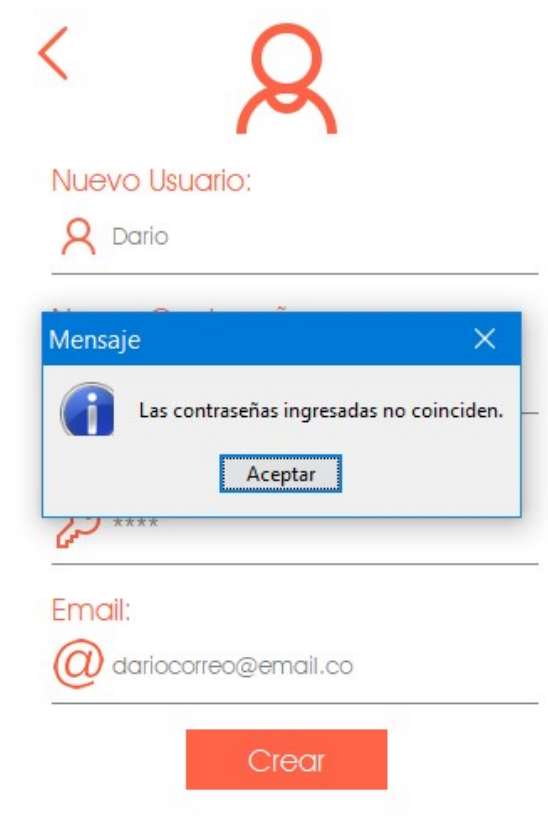 Nuevo Usuario:
Dario
Mensaje
Las contraseñas ingresadas no coinciden.
Aceptar
****
Email:
@ dariocorreo@email.co
Crear